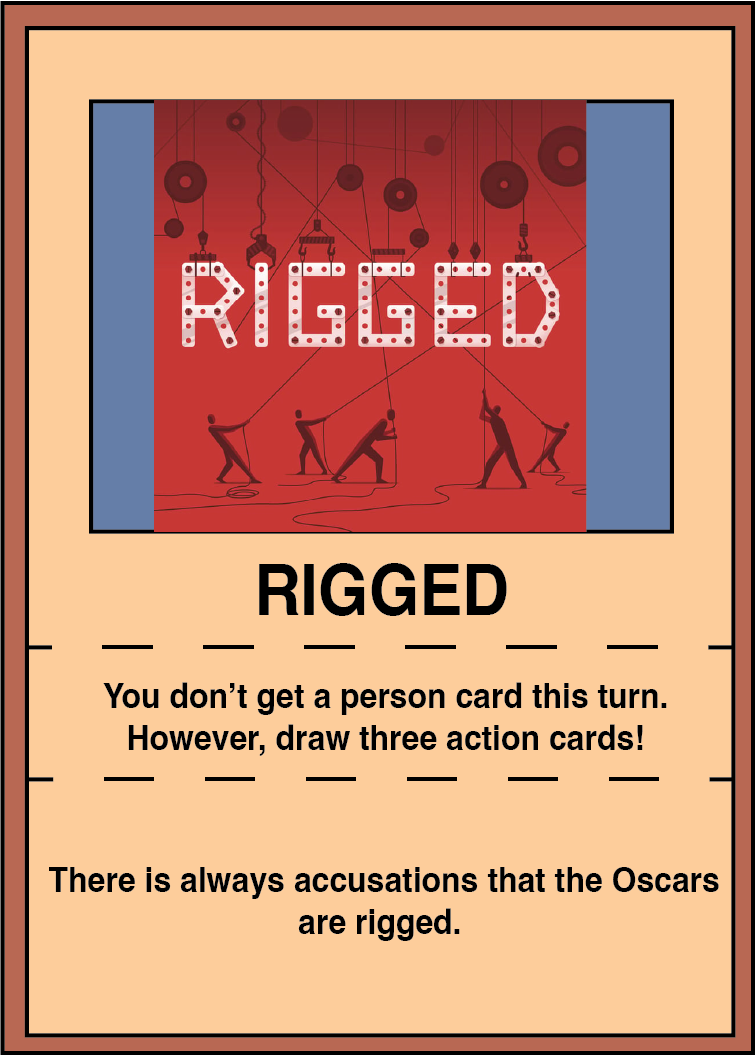 RIGGED
RIGGED
You don’t get a person card this turn.
However, draw three action cards!
There is always accusations that the Oscars
are rigged.